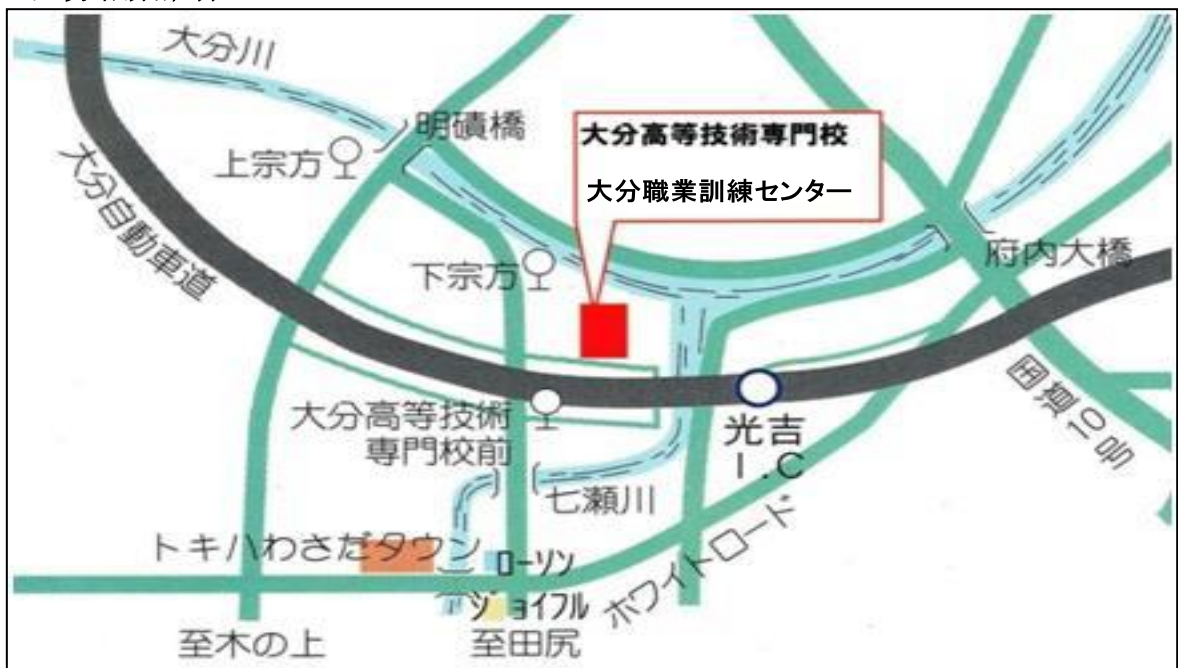 大分川
明磧橋
大分高等技術専門校
大分職業訓練センター
上宗方
大分自動車道
下宗方
府内大橋
国道10号
大分高等技術
専門校前
光吉
I.C
七瀬川
トキハわさだタウン
ローソン
ホワイトロード
ジョイフル
至木の上
至田尻